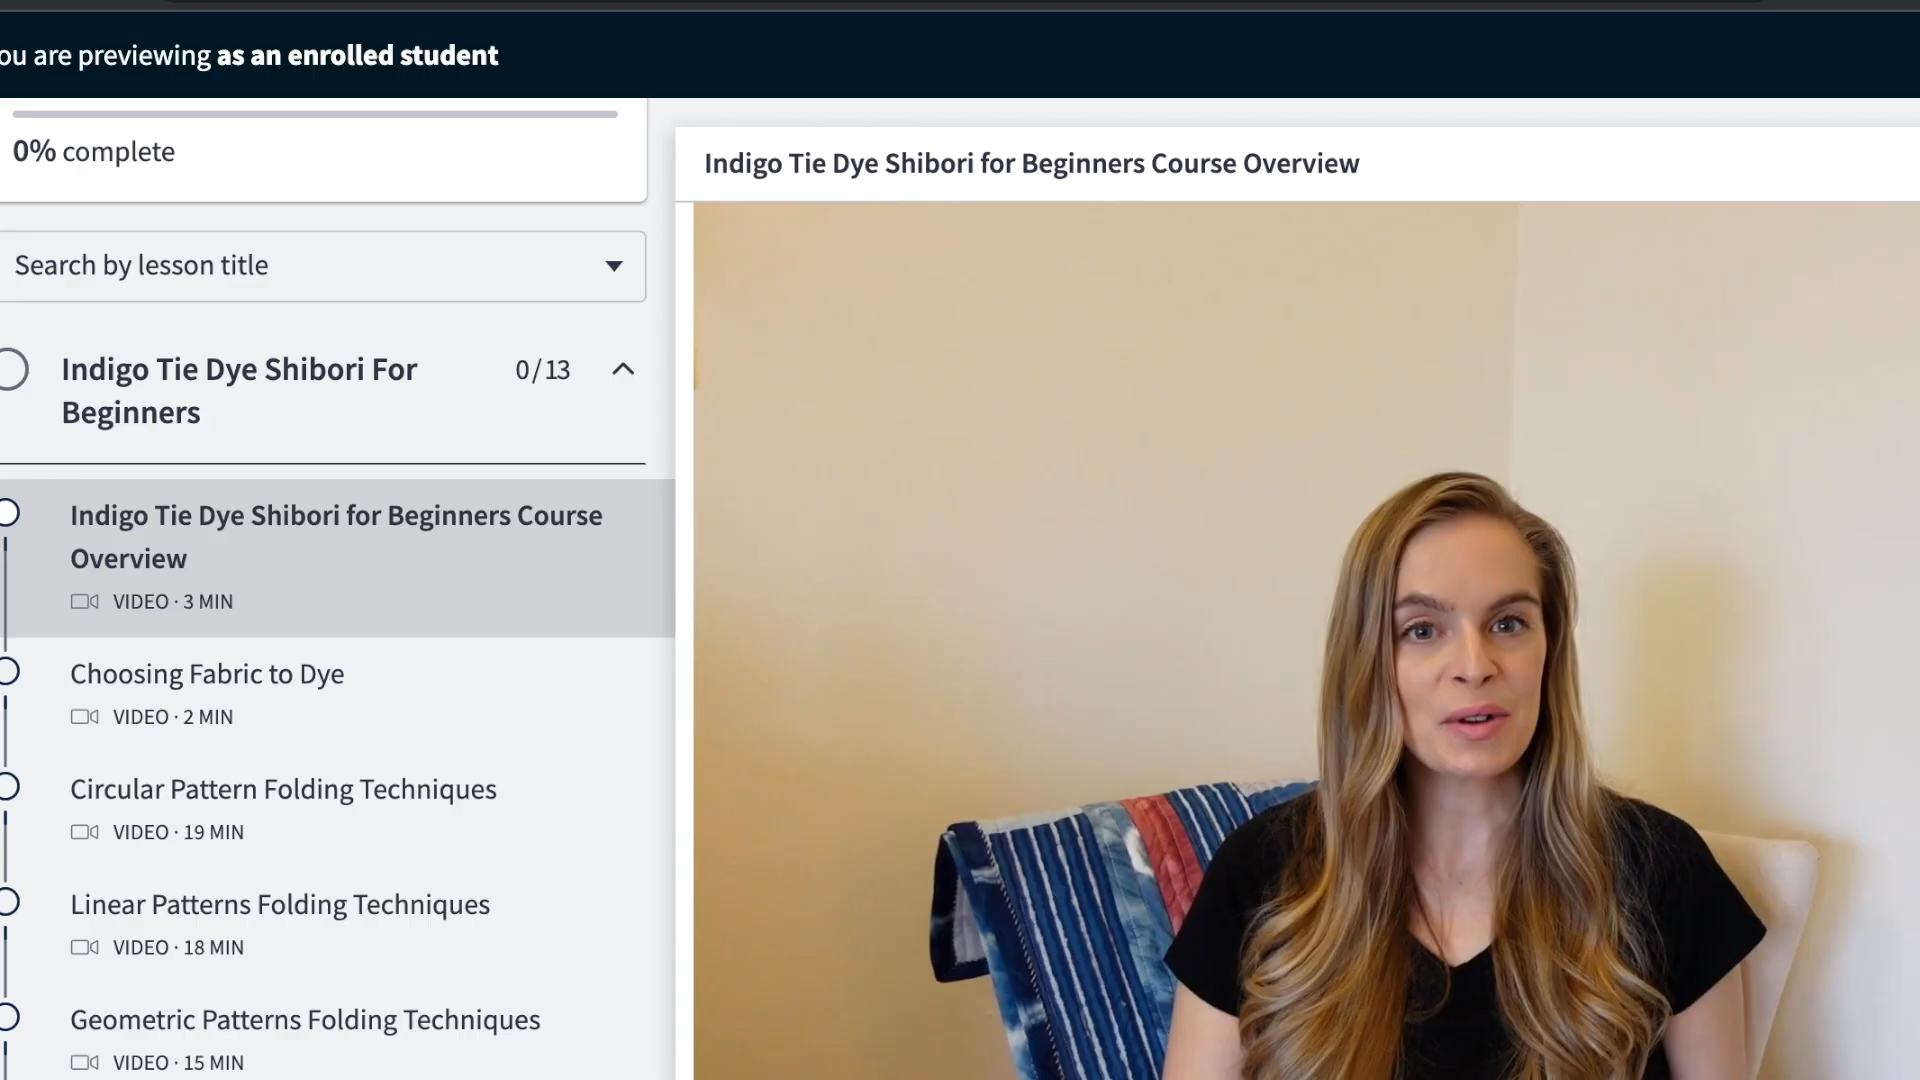 ou are previewing as an enrolled student
0% complete
Search by lesson title
Indigo Tie Dye Shibori For
Beginners
0/13
Indigo Tie Dye Shibori for Beginners Course
Overview
VIDEO · 3 MIN
Choosing Fabric to Dye
VIDEO · 2 MIN
Circular Pattern Folding Techniques
VIDEO · 19 MIN
Linear Patterns Folding Techniques
VIDEO · 18 MIN
Geometric Patterns Folding Techniques
VIDEO · 15 MIN
Indigo Tie Dye Shibori for Beginners Course Overview